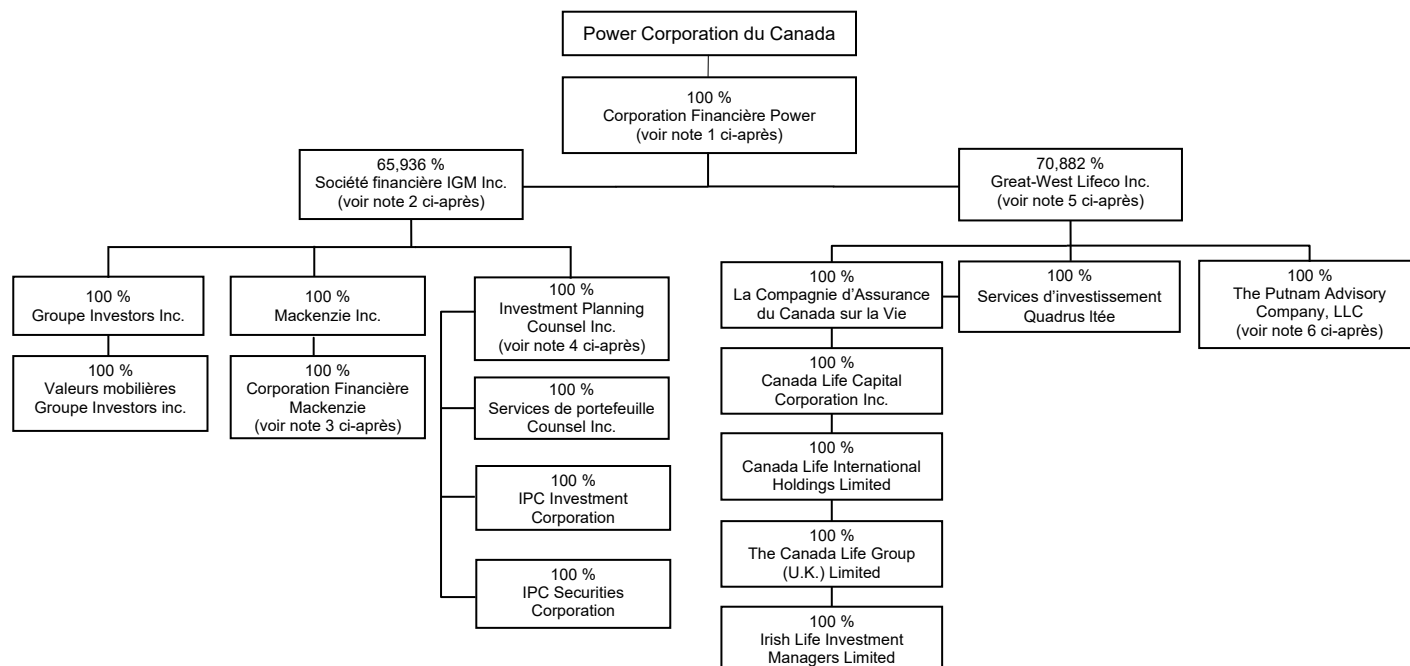 Power Corporation du Canada
100 %
Corporation Financière Power
(voir note 1 ci-après)
65,936 %
Société financière IGM Inc.
(voir note 2 ci-après)
70,882 %
Great-West Lifeco Inc.
(voir note 5 ci-après)
100 %
Groupe Investors Inc.
100 %
Mackenzie Inc.
100 %
Investment Planning
Counsel Inc.
(voir note 4 ci-après)
100 %
La Compagnie d'Assurance
du Canada sur la Vie
100 %
Services d'investissement
Quadrus ltée
100 %
The Putnam Advisory
Company, LLC
(voir note 6 ci-après)
100 %
Valeurs mobilières
Groupe Investors inc.
100 %
Corporation Financière
Mackenzie
(voir note 3 ci-après)
100 %
Services de portefeuille
Counsel Inc.
100 %
Canada Life Capital
Corporation Inc.
100 %
IPC Investment
Corporation
100 %
Canada Life International
Holdings Limited
100 %
IPC Securities
Corporation
100 %
The Canada Life Group
(U.K.) Limited
100 %
Irish Life Investment
Managers Limited